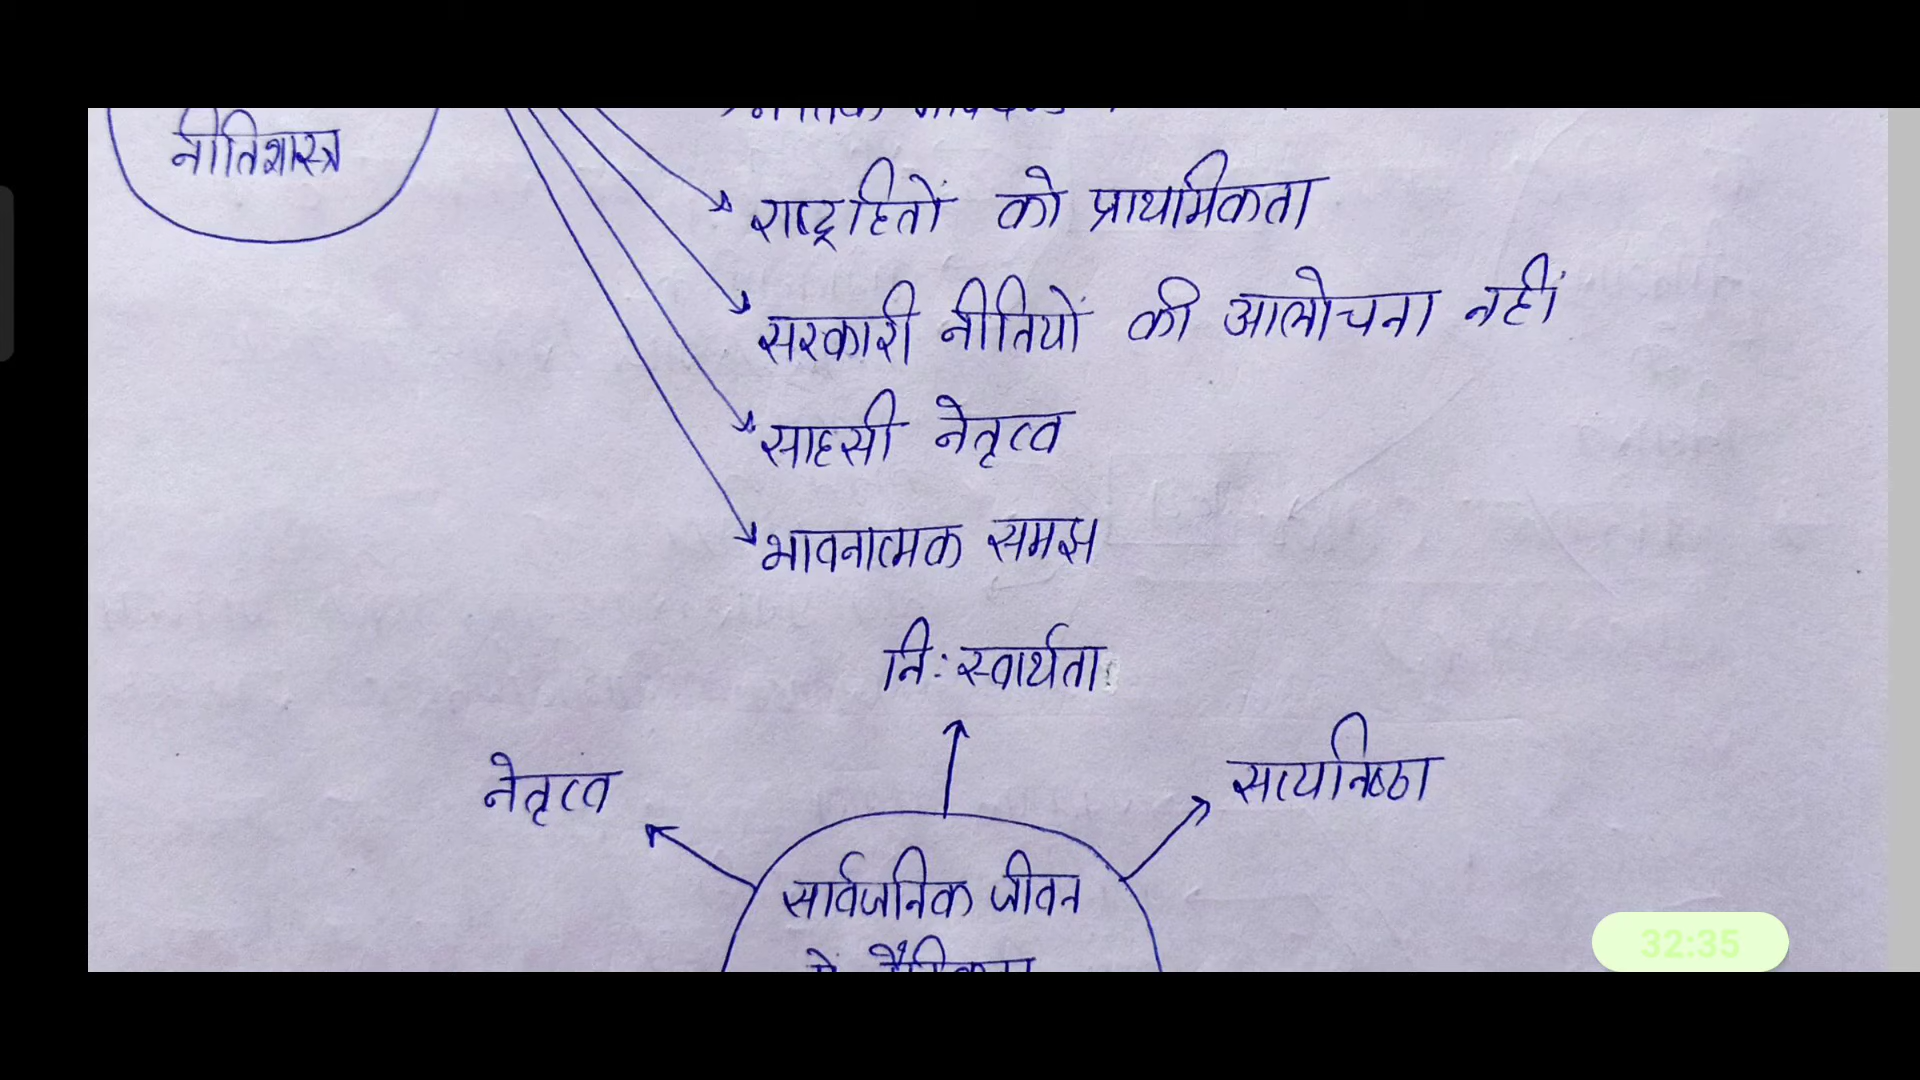 नीतिशास्त्र
राष्ट्रहितों को प्राथमिकता
सरकारी नीतियों की आलोचना नहीं
साहसी नेतृत्व
भावनात्मक समझ
नि:स्वार्थता
नेतृत्व
सत्यनिष्ठा
सार्वजनिक जीवन
32:35